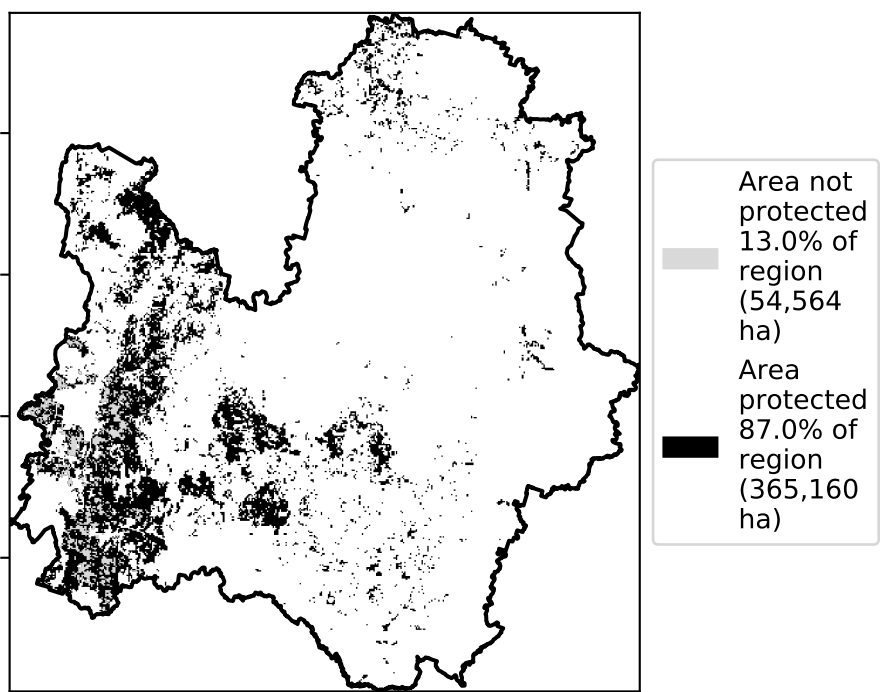 Area not
protected
13.0% of
region
(54,564
ha)
Area
protected
87.0% of
region
(365,160
ha)